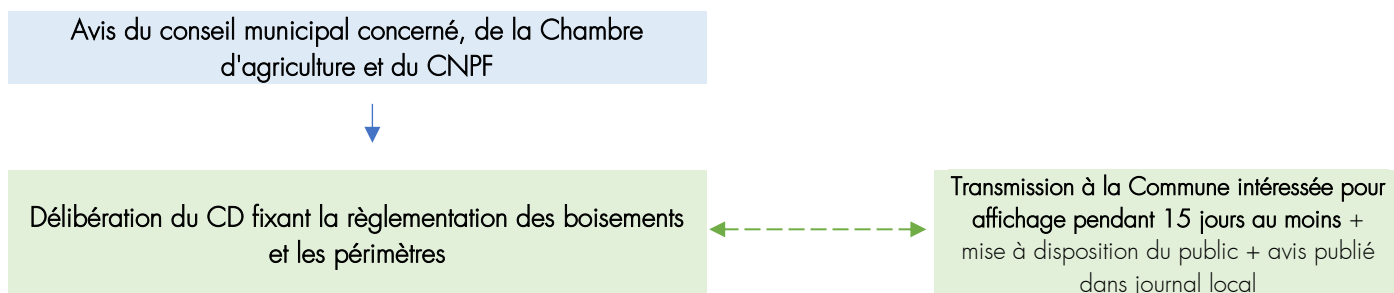 Avis du conseil municipal concerné, de la Chambre
d'agriculture et du CNPF
Délibération du CD fixant la règlementation des boisements
et les périmètres
Transmission à la Commune intéressée pour
affichage pendant 15 jours au moins +
mise à disposition du public + avis publié
dans journal local